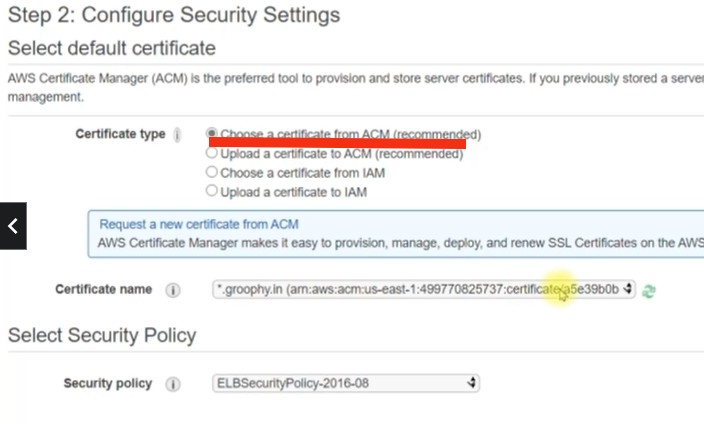 Step 2: Configure Security Settings
Select default certificate
AWS Certificate Manager (ACM) is the preferred tool to provision and store server certificates. If you previously stored a server
management.
Certificate type
Choose a certificate from ACM (recommended)
Upload a certificate to ACM (recommended)
Choose a certificate from IAM
Upload a certificate to IAM
Request a new certificate from ACM
AWS Certificate Manager makes it easy to provision, manage, deploy, and renew SSL Certificates on the AWS
Certificate name *.groophy.in (arn:aws:acm:us-east-1:499770825737:certificate/a5e39b0b
Select Security Policy
Security policy ELBSecurityPolicy-2016-08